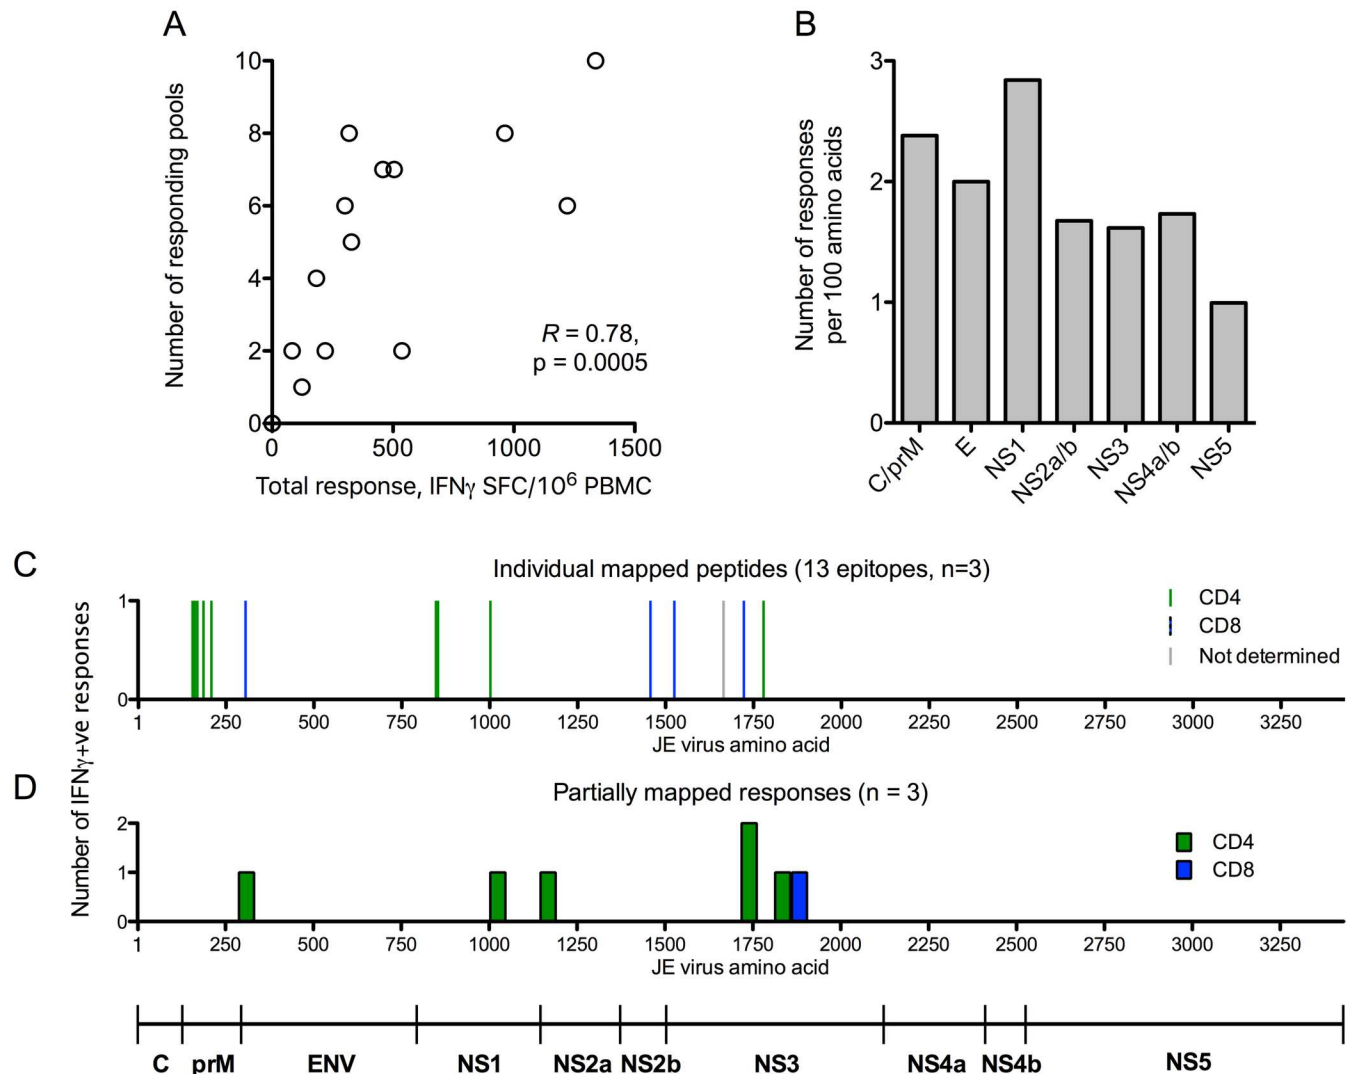 A
Number of responding pools
10
8
6
4
2
0
R = 0.78,
p = 0.0005
0 500 1000 1500
Total response, IFNγ SFC/10⁶ PBMC
B
Number of responses
per 100 amino acids
3
2
1
0
C/prM E NS1 NS2a/b NS3 NS4a/b NS5
C
Individual mapped peptides (13 epitopes, n=3)
Number of IFNγ+ve responses
1
0
CD4
CD8
Not determined
1 250 500 750 1000 1250 1500 1750 2000 2250 2500 2750 3000 3250
JE virus amino acid
D
Partially mapped responses (n = 3)
2
1
0
CD4
CD8
1 250 500 750 1000 1250 1500 1750 2000 2250 2500 2750 3000 3250
JE virus amino acid
C prM ENV NS1 NS2a NS2b NS3 NS4a NS4b NS5